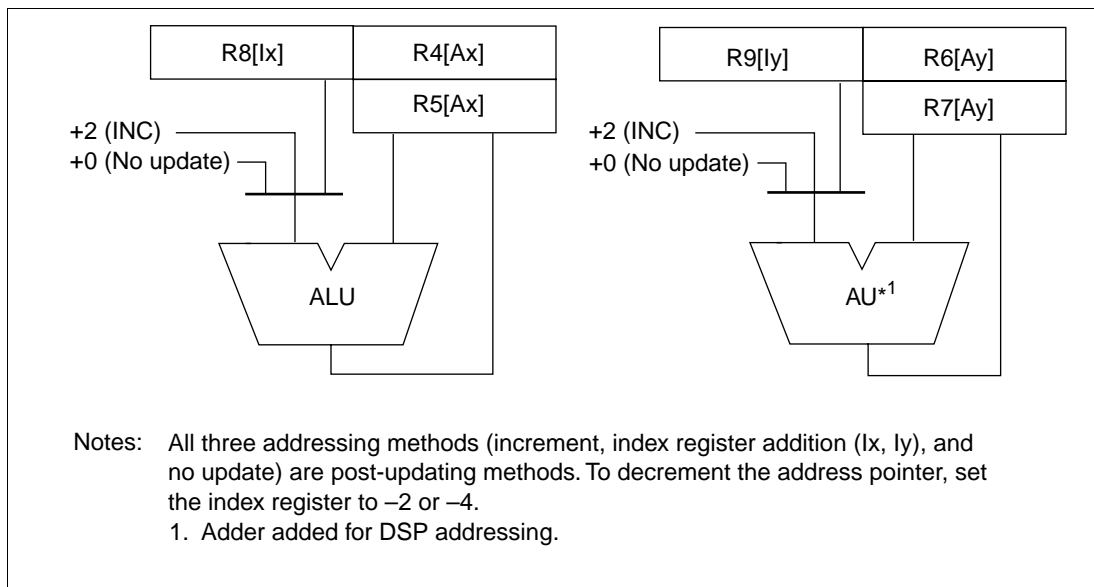 R8[Ix]
R4[Ax]
R5[Ax]
+2 (INC)
+0 (No update)
ALU
R9[Iy]
R6[Ay]
R7[Ay]
+2 (INC)
+0 (No update)
AU*1
Notes: All three addressing methods (increment, index register addition (Ix, Iy), and
no update) are post-updating methods. To decrement the address pointer, set
the index register to –2 or –4.
1. Adder added for DSP addressing.